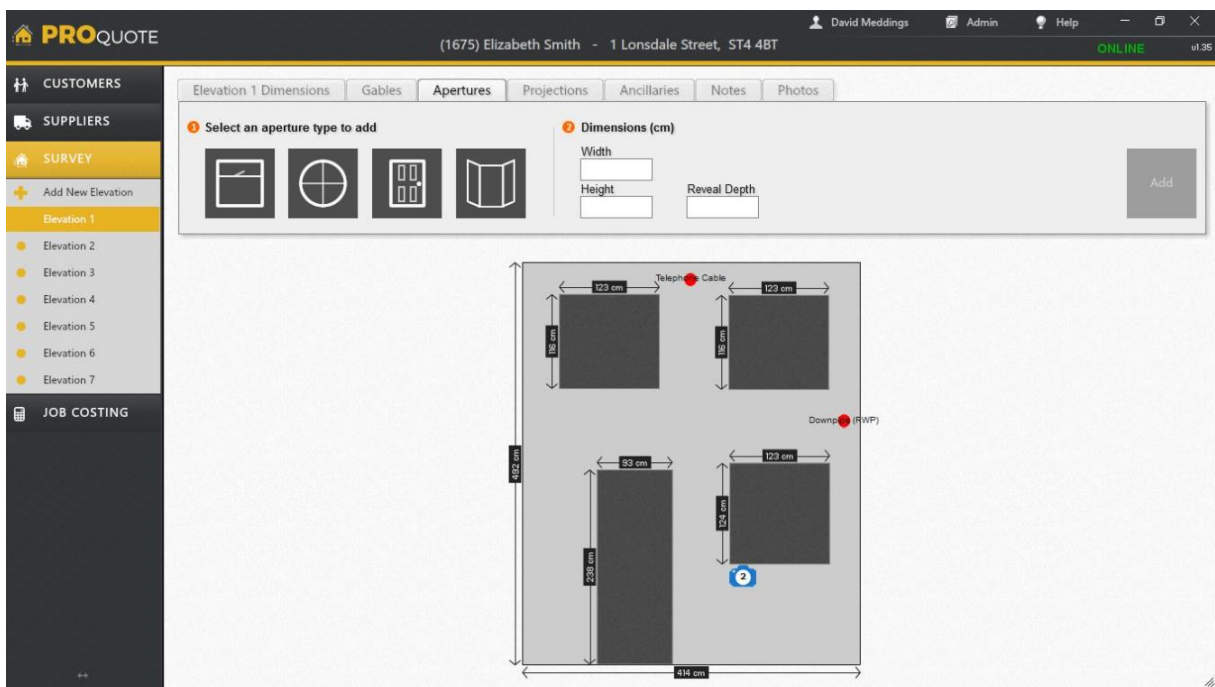 PROQUOTE
David Meddings
Admin
Help
(1675) Elizabeth Smith - 1 Lonsdale Street, ST4 4BT
ONLINE
v1.35
CUSTOMERS
SUPPLIERS
SURVEY
Add New Elevation
Elevation 1
Elevation 2
Elevation 3
Elevation 4
Elevation 5
Elevation 6
Elevation 7
JOB COSTING
Elevation 1 Dimensions
Gables
Apertures
Projections
Ancillaries
Notes
Photos
1 Select an aperture type to add
2 Dimensions (cm)
Width
Height
Reveal Depth
Add
Telephone Cable
123 cm
123 cm
116 cm
116 cm
Downpipe (RWP)
492 cm
93 cm
123 cm
124 cm
238 cm
2
414 cm